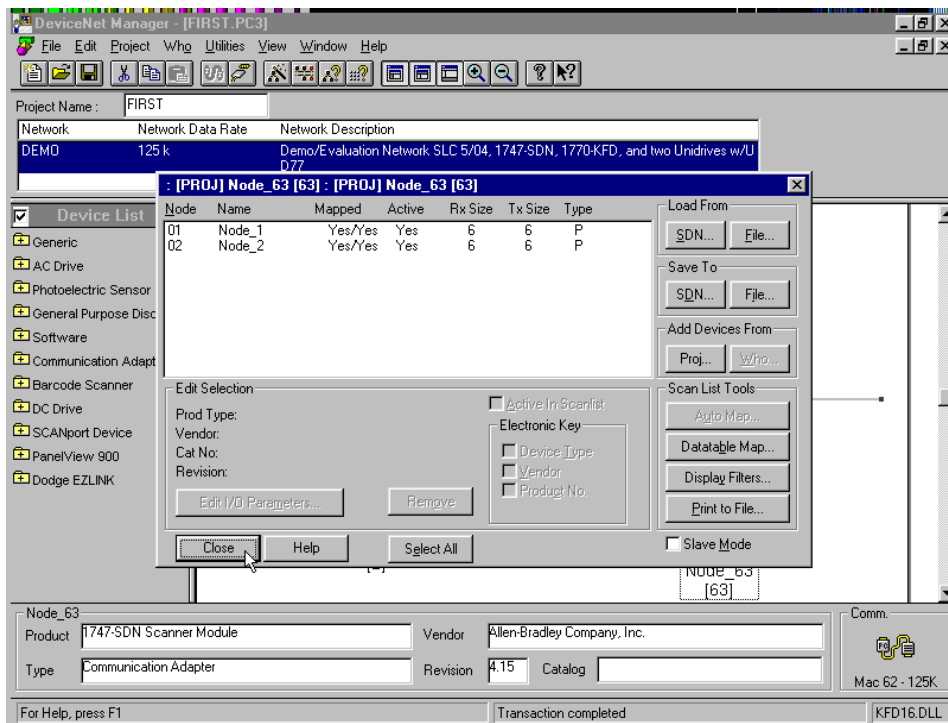 DeviceNet Manager - [FIRST.PC3]
File Edit Project Who Utilities View Window Help
Project Name : FIRST
Network Network Data Rate Network Description
DEMO 125 k Demo/Evaluation Network SLC 5/04, 1747-SDN, 1770-KFD, and two Unidrives w/U
D77
: [PROJ] Node_63 [63] : [PROJ] Node_63 [63]
Device List
Generic
AC Drive
Photoelectric Sensor
General Purpose Disc
Software
Communication Adapt
Barcode Scanner
DC Drive
SCANport Device
PanelView 900
Dodge EZLINK
Node Name Mapped Active Rx Size Tx Size Type
01 Node_1 Yes/Yes Yes 6 6 P
02 Node_2 Yes/Yes Yes 6 6 P
Load From
SDN... File...
Save To
SDN... File...
Add Devices From
Proj... Who...
Edit Selection
Prod Type:
Vendor:
Cat No:
Revision:
Edit I/O Parameters...
Remove
Active In Scanlist
Electronic Key
Device Type
Vendor
Product No.
Scan List Tools
Auto Map...
Datatable Map...
Display Filters...
Print to File...
Close Help Select All
Slave Mode
Node_63
[63]
Node_63
Product 1747-SDN Scanner Module Vendor Allen-Bradley Company, Inc.
Type Communication Adapter Revision 4.15 Catalog
Comm.
Mac 62 - 125K
For Help, press F1 Transaction completed KFD16.DLL